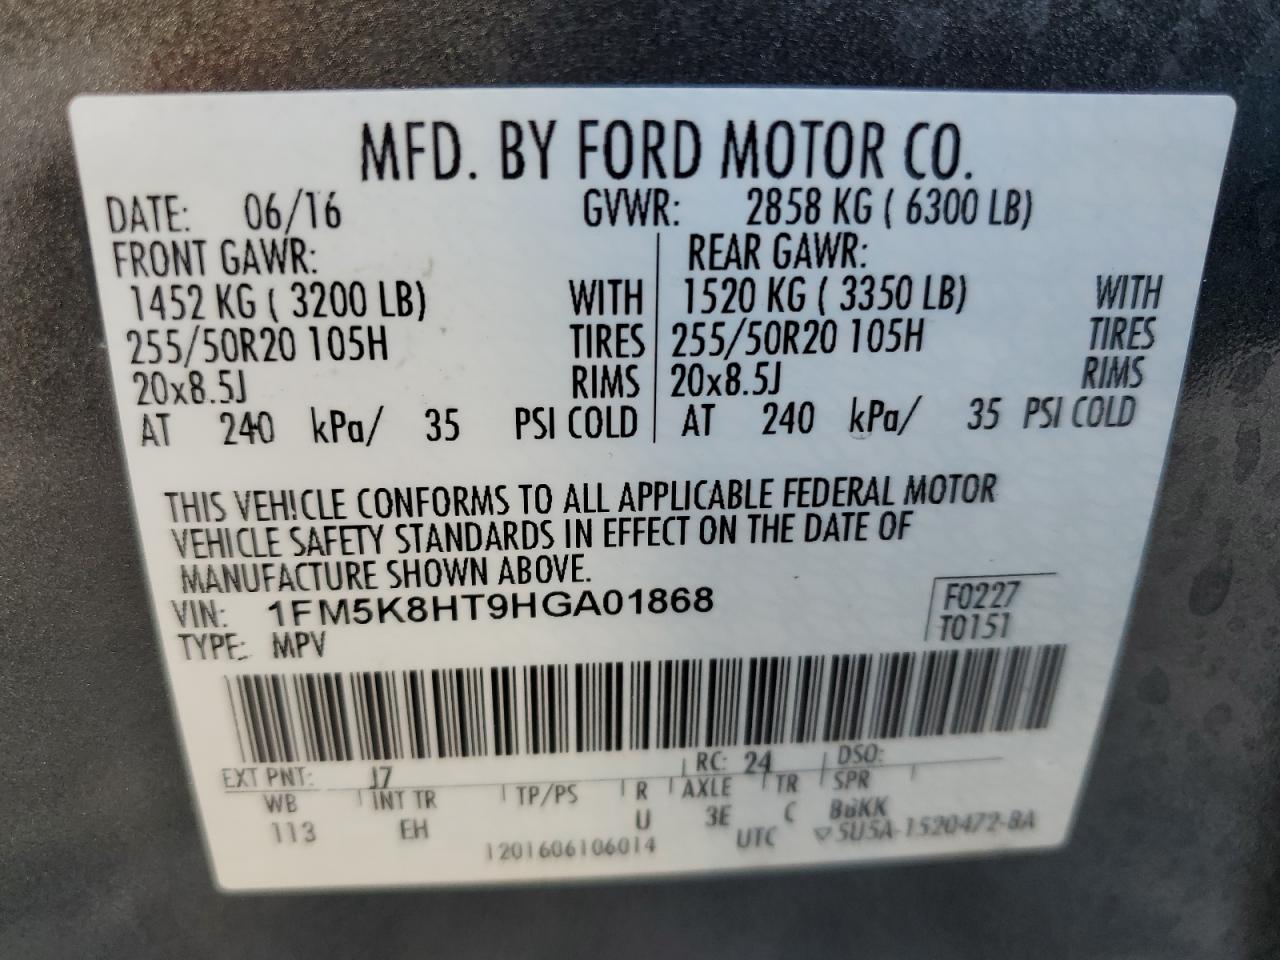 MFD. BY FORD MOTOR CO.
DATE: 06/16 GVWR: 2858 KG ( 6300 LB)
FRONT GAWR: REAR GAWR:
1452 KG ( 3200 LB) WITH 1520 KG ( 3350 LB) WITH
255/50R20 105H TIRES 255/50R20 105H TIRES
20x8.5J RIMS 20x8.5J RIMS
AT 240 kPa/ 35 PSI COLD AT 240 kPa/ 35 PSI COLD
THIS VEHICLE CONFORMS TO ALL APPLICABLE FEDERAL MOTOR
VEHICLE SAFETY STANDARDS IN EFFECT ON THE DATE OF
MANUFACTURE SHOWN ABOVE.
VIN: 1FM5K8HT9HGA01868 F0227
TYPE: MPV T0151
EXT PNT: J7 RC: 24 DSO:
WB INT TR TP/PS R AXLE TR SPR
113 EH U 3E C BBKK
1201606106014 UTC ▽5U5A-1520472-BA